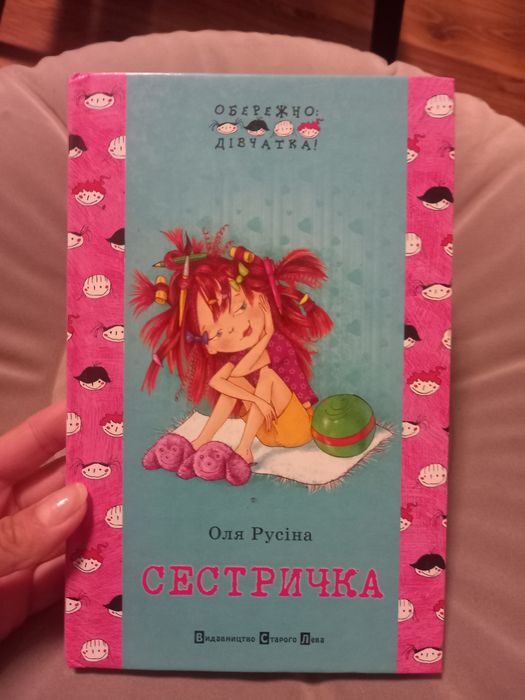 ОБЕРЕЖНО:
ДІВЧАТКА!
Оля Русіна
СЕСТРИЧКА
Видавництво Старого Лева